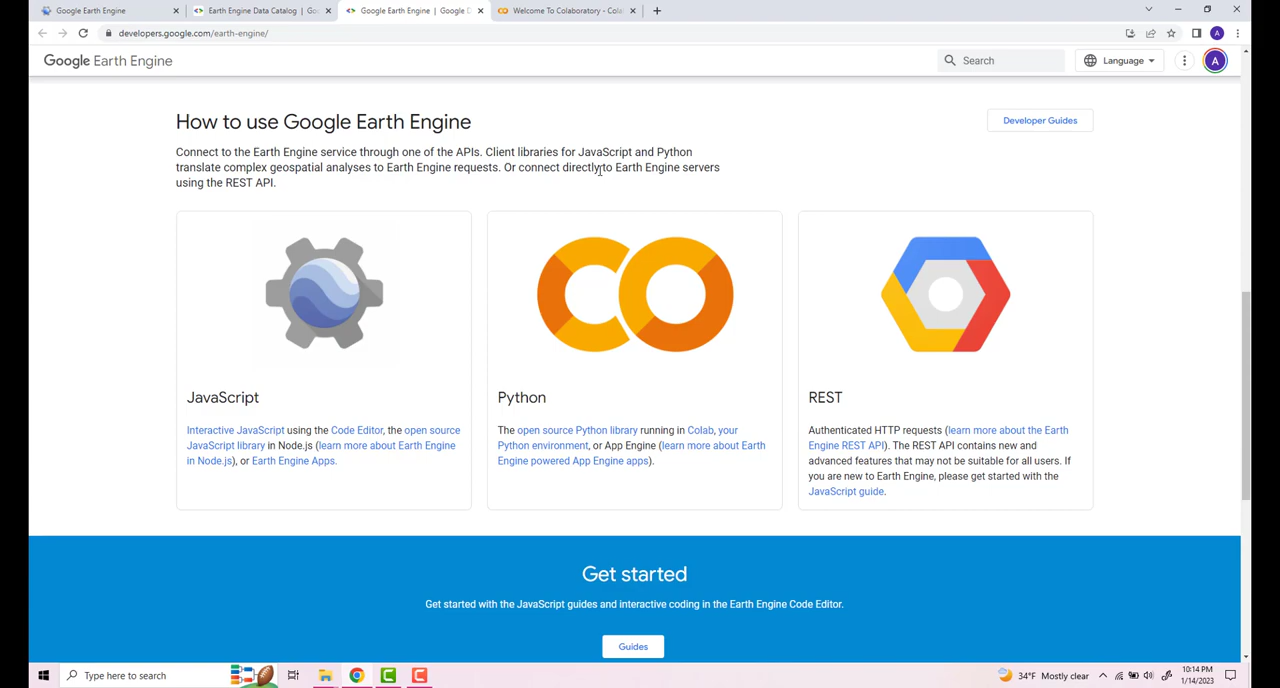 Google Earth Engine
Earth Engine Data Catalog | Go
Google Earth Engine | Google D
Welcome To Colaboratory - Cola
developers.google.com/earth-engine/
A
Google Earth Engine
Search
Language
A
How to use Google Earth Engine
Developer Guides
Connect to the Earth Engine service through one of the APIs. Client libraries for JavaScript and Python
translate complex geospatial analyses to Earth Engine requests. Or connect directly to Earth Engine servers
using the REST API.
JavaScript
Interactive JavaScript using the Code Editor, the open source
JavaScript library in Node.js (learn more about Earth Engine
in Node.js), or Earth Engine Apps.
Python
The open source Python library running in Colab, your
Python environment, or App Engine (learn more about Earth
Engine powered App Engine apps).
REST
Authenticated HTTP requests (learn more about the Earth
Engine REST API). The REST API contains new and
advanced features that may not be suitable for all users. If
you are new to Earth Engine, please get started with the
JavaScript guide.
Get started
Get started with the JavaScript guides and interactive coding in the Earth Engine Code Editor.
Guides
Type here to search
34°F Mostly clear
10:14 PM
1/14/2023